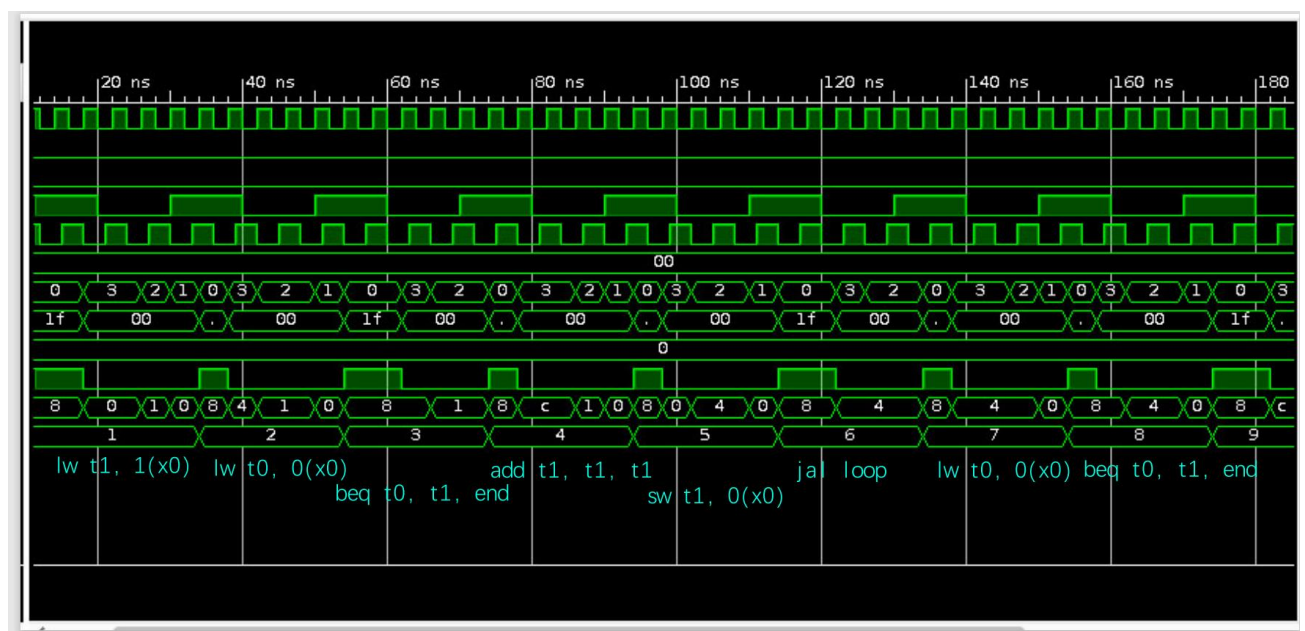 20 ns 40 ns 60 ns 80 ns 100 ns 120 ns 140 ns 160 ns 180
00
0 3 2 1 0 3 2 1 0 3 2 0 3 2 1 0 3 2 1 0 3 2 0 3 2 1 0 3 2 1 0 3
1f 00 . 00 1f 00 . 00 . 00 1f 00 . 00 . 00 1f .
0
8 0 1 0 8 4 1 0 8 1 8 c 1 0 8 0 4 0 8 4 8 4 0 8 4 0 8 c
1 2 3 4 5 6 7 8 9
lw t1, 1(x0) lw t0, 0(x0) add t1, t1, t1 jal loop lw t0, 0(x0) beq t0, t1, end
beq t0, t1, end sw t1, 0(x0)